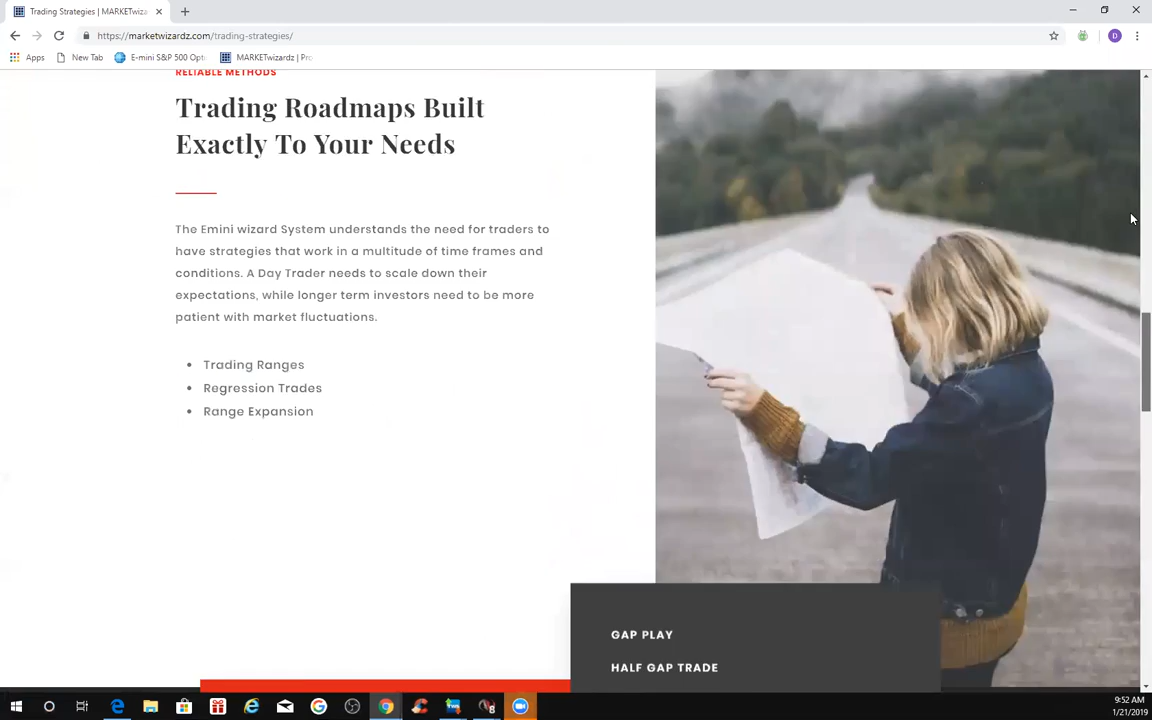 Trading Strategies | MARKETwiza
https://marketwizardz.com/trading-strategies/
D
Apps
New Tab
E-mini S&P 500 Opti
MARKETwizardz | Pro
RELIABLE METHODS
Trading Roadmaps Built
Exactly To Your Needs
The Emini wizard System understands the need for traders to
have strategies that work in a multitude of time frames and
conditions. A Day Trader needs to scale down their
expectations, while longer term investors need to be more
patient with market fluctuations.
• Trading Ranges
• Regression Trades
• Range Expansion
GAP PLAY
HALF GAP TRADE
9:52 AM
1/21/2019